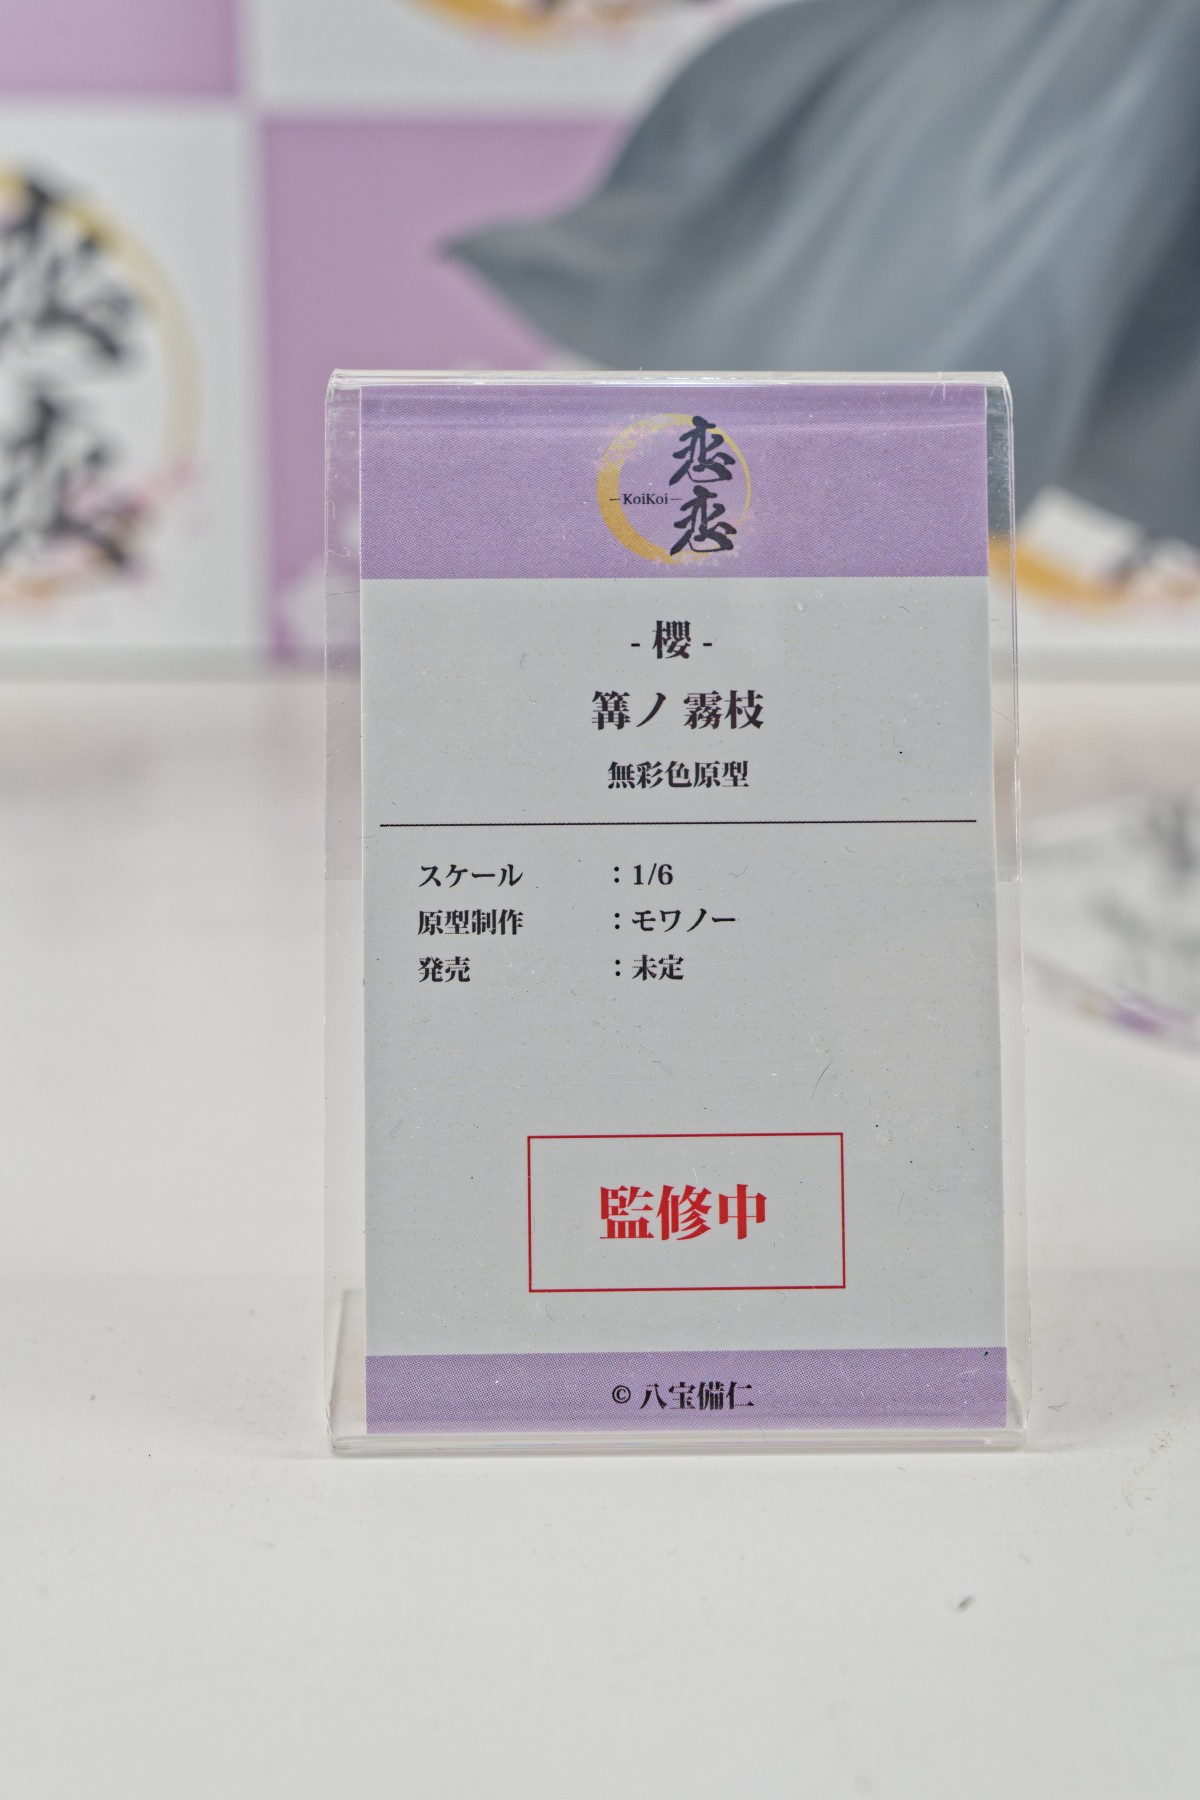 恋恋
-KoiKoi-
- 櫻 -
篝ノ 霧枝
無彩色原型
スケール : 1/6
原型制作 : モワノー
発売 : 未定
監修中
© 八宝備仁